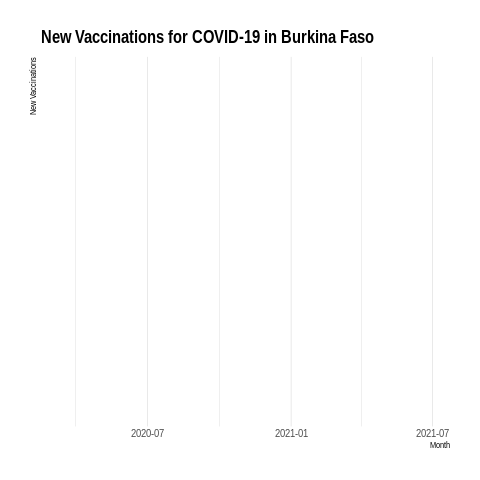 New Vaccinations for COVID-19 in Burkina Faso
New Vaccinations
2020-07
2021-01
2021-07
Month